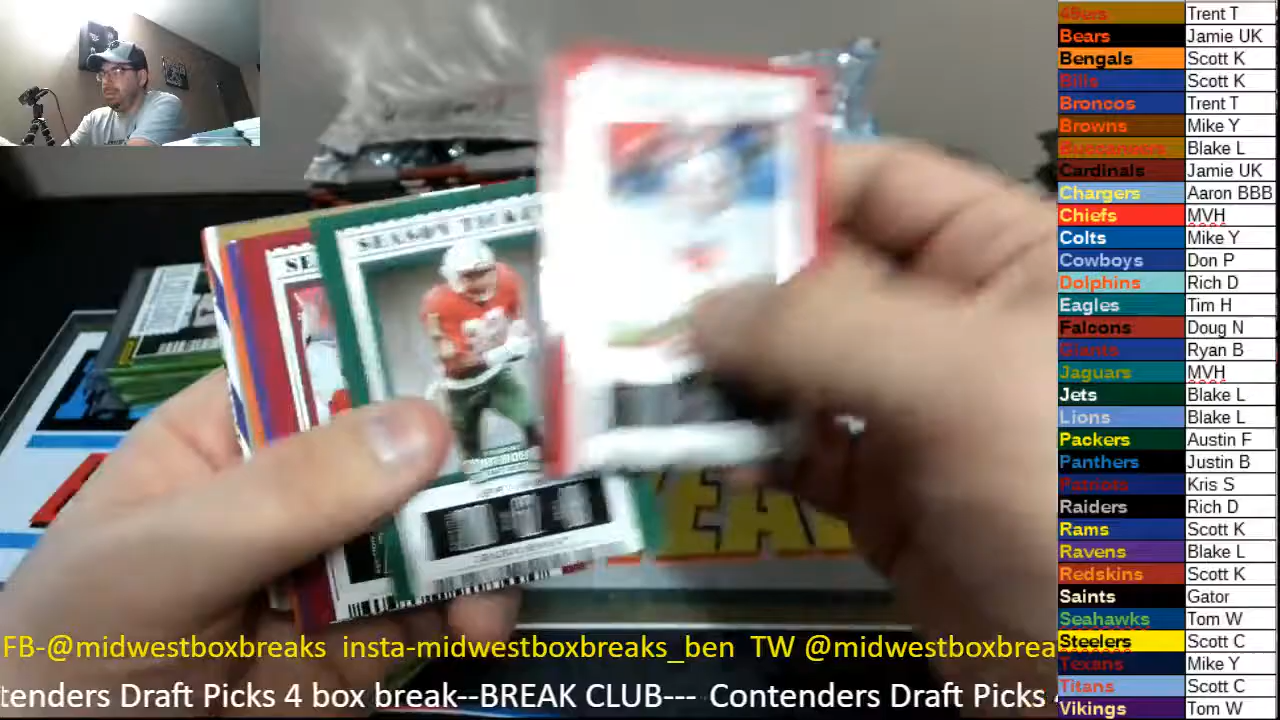 49ers Trent T
Bears Jamie UK
Bengals Scott K
Bills Scott K
Broncos Trent T
Browns Mike Y
Buccaneers Blake L
Cardinals Jamie UK
Chargers Aaron BBB
Chiefs MVH
Colts Mike Y
Cowboys Don P
Dolphins Rich D
Eagles Tim H
Falcons Doug N
Giants Ryan B
Jaguars MVH
Jets Blake L
Lions Blake L
Packers Austin F
Panthers Justin B
Patriots Kris S
Raiders Rich D
Rams Scott K
Ravens Blake L
Redskins Scott K
Saints Gator
Seahawks Tom W
Steelers Scott C
Texans Mike Y
Titans Scott C
Vikings Tom W
SEASON TICKET
FB-@midwestboxbreaks insta-midwestboxbreaks_ben TW @midwestboxbrea
tenders Draft Picks 4 box break--BREAK CLUB--- Contenders Draft Picks